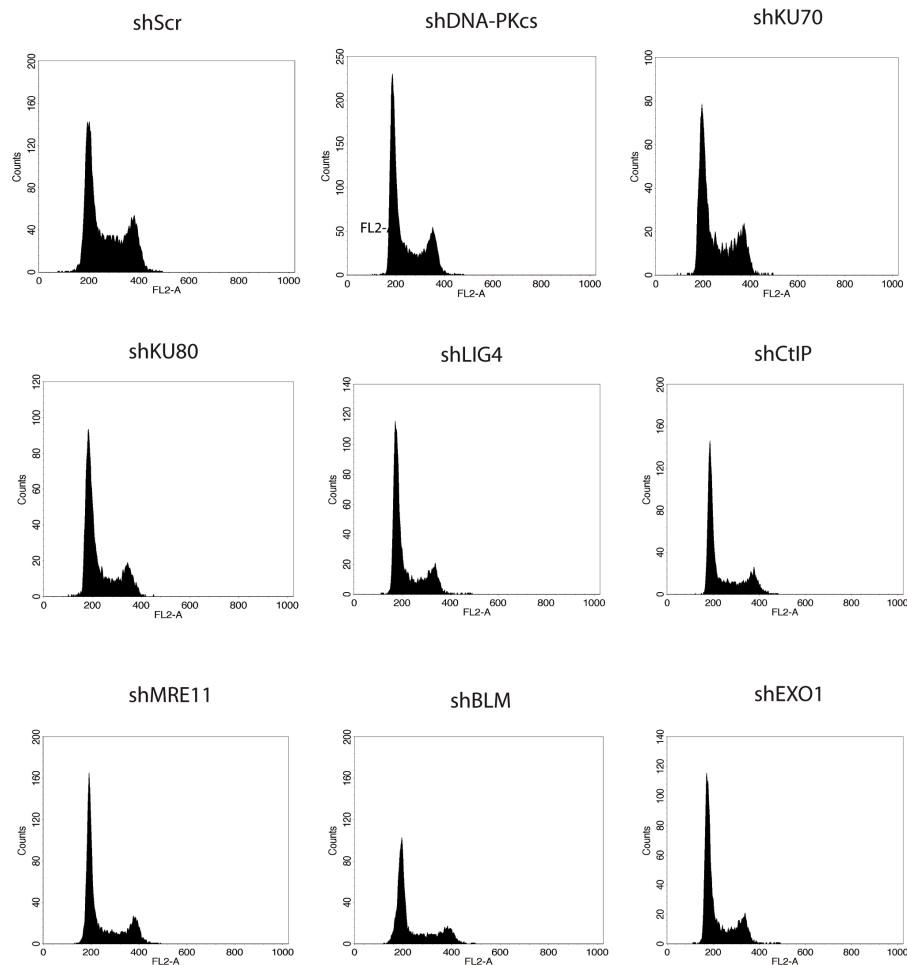 shScr
shDNA-PKcs
shKU70
200
160
120
80
40
0
Counts
0 200 400 600 800 1000
FL2-A
250
200
150
100
50
0
Counts
FL2-A
0 200 400 600 800 1000
FL2-A
100
80
60
40
20
0
Counts
0 200 400 600 800 1000
FL2-A
shKU80
shLIG4
shCtIP
120
100
80
60
40
20
0
Counts
0 200 400 600 800 1000
FL2-A
140
120
100
80
60
40
20
0
Counts
0 200 400 600 800 1000
FL2-A
200
160
120
80
40
0
Counts
0 200 400 600 800 1000
FL2-A
shMRE11
shBLM
shEXO1
200
160
120
80
40
0
Counts
0 200 400 600 800 1000
FL2-A
200
160
120
80
40
0
Counts
0 200 400 600 800 1000
FL2-A
140
120
100
80
60
40
20
0
Counts
0 200 400 600 800 1000
FL2-A